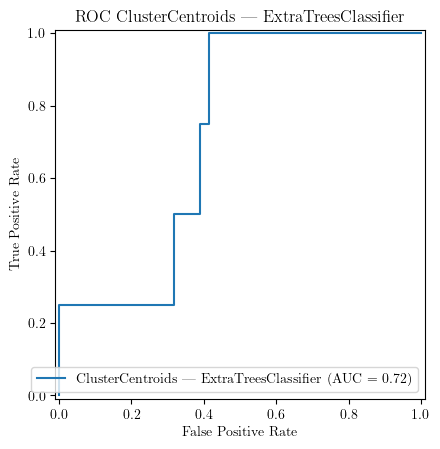 ROC ClusterCentroids — ExtraTreesClassifier
1.0
0.8
0.6
0.4
0.2
0.0
True Positive Rate
ClusterCentroids — ExtraTreesClassifier (AUC = 0.72)
0.0 0.2 0.4 0.6 0.8 1.0
False Positive Rate